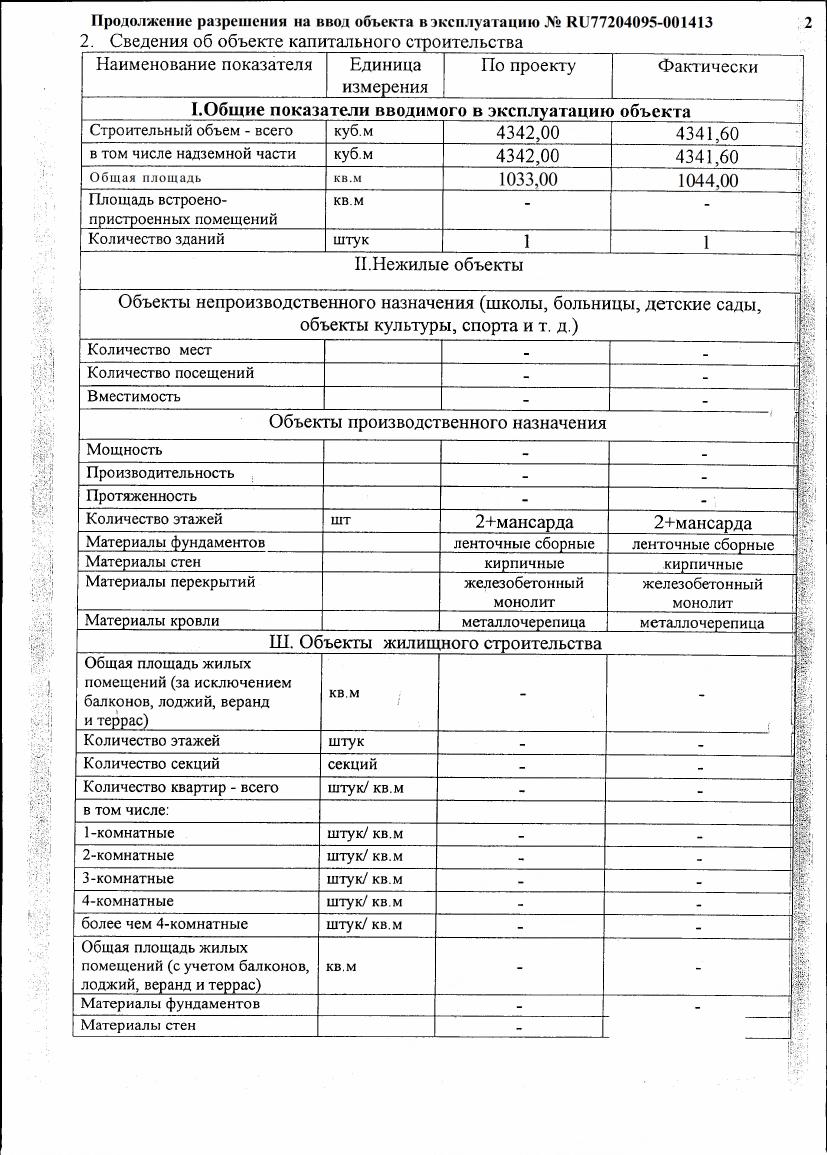 Продолжение разрешения на ввод объекта в эксплуатацию № RU77204095-001413 2
2. Сведения об объекте капитального строительства
Наименование показателя Единица измерения По проекту Фактически
I.Общие показатели вводимого в эксплуатацию объекта
Строительный объем - всего куб.м 4342,00 4341,60
в том числе надземной части куб.м 4342,00 4341,60
Общая площадь кв.м 1033,00 1044,00
Площадь встроено- кв.м - -
пристроенных помещений
Количество зданий штук 1 1
II.Нежилые объекты
Объекты непроизводственного назначения (школы, больницы, детские сады,
объекты культуры, спорта и т. д.)
Количество мест - -
Количество посещений - -
Вместимость - -
Объекты производственного назначения
Мощность - -
Производительность - -
Протяженность - -
Количество этажей шт 2+мансарда 2+мансарда
Материалы фундаментов ленточные сборные ленточные сборные
Материалы стен кирпичные кирпичные
Материалы перекрытий железобетонный железобетонный
монолит монолит
Материалы кровли металлочерепица металлочерепица
Ш. Объекты жилищного строительства
Общая площадь жилых
помещений (за исключением
балконов, лоджий, веранд кв.м - -
и террас)
Количество этажей штук - -
Количество секций секций - -
Количество квартир - всего штук/ кв.м - -
в том числе:
1-комнатные штук/ кв.м - -
2-комнатные штук/ кв.м - -
3-комнатные штук/ кв.м - -
4-комнатные штук/ кв.м - -
более чем 4-комнатные штук/ кв.м - -
Общая площадь жилых
помещений (с учетом балконов, кв.м - -
лоджий, веранд и террас)
Материалы фундаментов - -
Материалы стен -